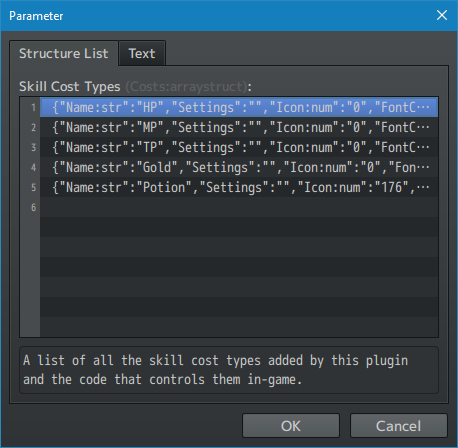 Parameter
Structure List
Text
Skill Cost Types (Costs:arraystruct):
1 {"Name:str":"HP","Settings":"","Icon:num":"0","FontC…
2 {"Name:str":"MP","Settings":"","Icon:num":"0","FontC…
3 {"Name:str":"TP","Settings":"","Icon:num":"0","FontC…
4 {"Name:str":"Gold","Settings":"","Icon:num":"0","Fon…
5 {"Name:str":"Potion","Settings":"","Icon:num":"176",…
6
A list of all the skill cost types added by this plugin
and the code that controls them in-game.
OK
Cancel